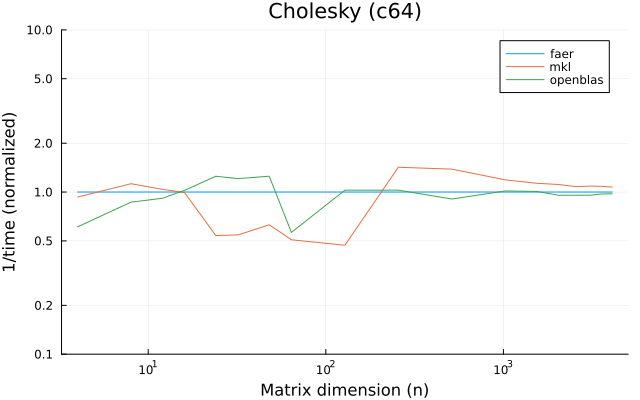 Cholesky (c64)
10.0
5.0
2.0
1.0
0.5
0.2
0.1
1/time (normalized)
faer
mkl
openblas
10¹
10²
10³
Matrix dimension (n)